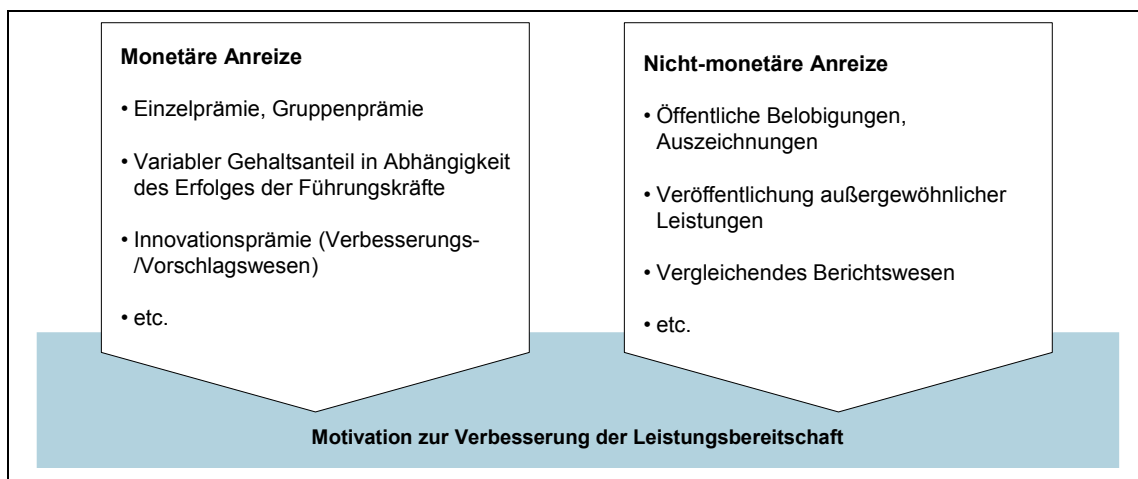 Monetäre Anreize
• Einzelprämie, Gruppenprämie
• Variabler Gehaltsanteil in Abhängigkeit
des Erfolges der Führungskräfte
• Innovationsprämie (Verbesserungs-
/Vorschlagswesen)
• etc.
Nicht-monetäre Anreize
• Öffentliche Belobigungen,
Auszeichnungen
• Veröffentlichung außergewöhnlicher
Leistungen
• Vergleichendes Berichtswesen
• etc.
Motivation zur Verbesserung der Leistungsbereitschaft